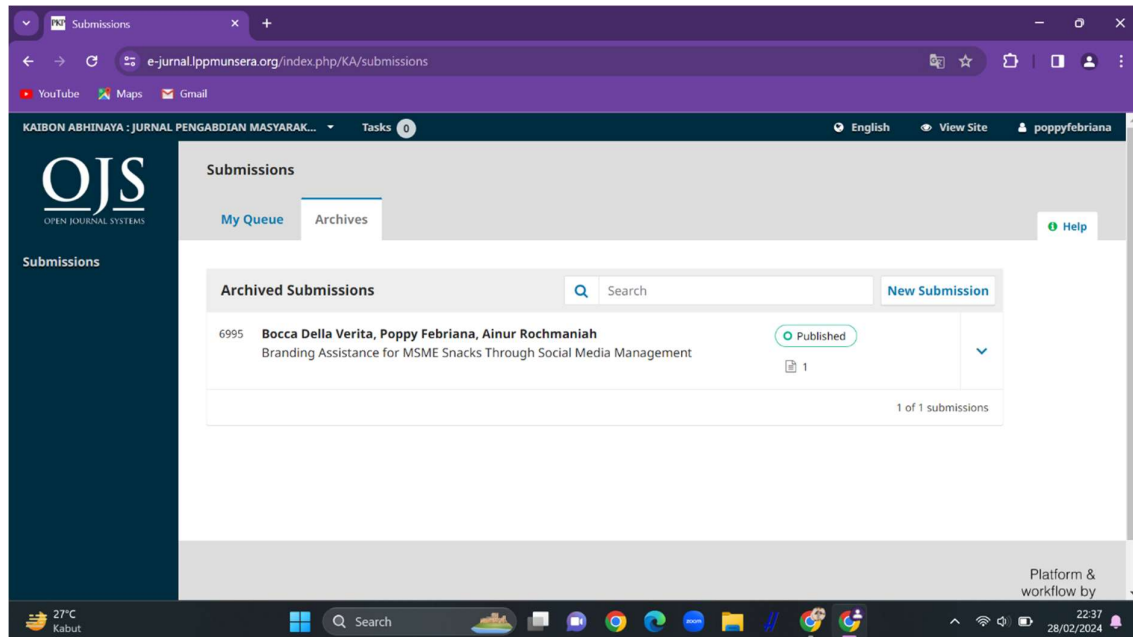 PKP Submissions
e-jurnal.lppmunsera.org/index.php/KA/submissions
YouTube Maps Gmail
KAIBON ABHINAYA : JURNAL PENGABDIAN MASYARAK... Tasks 0 English View Site poppyfebriana
OJS
OPEN JOURNAL SYSTEMS
Submissions
Submissions
My Queue Archives
Help
Archived Submissions Search New Submission
6995 Bocca Della Verita, Poppy Febriana, Ainur Rochmaniah Published
Branding Assistance for MSME Snacks Through Social Media Management
1
1 of 1 submissions
Platform &
workflow by
27°C
Kabut
Search
zoom
22:37
28/02/2024